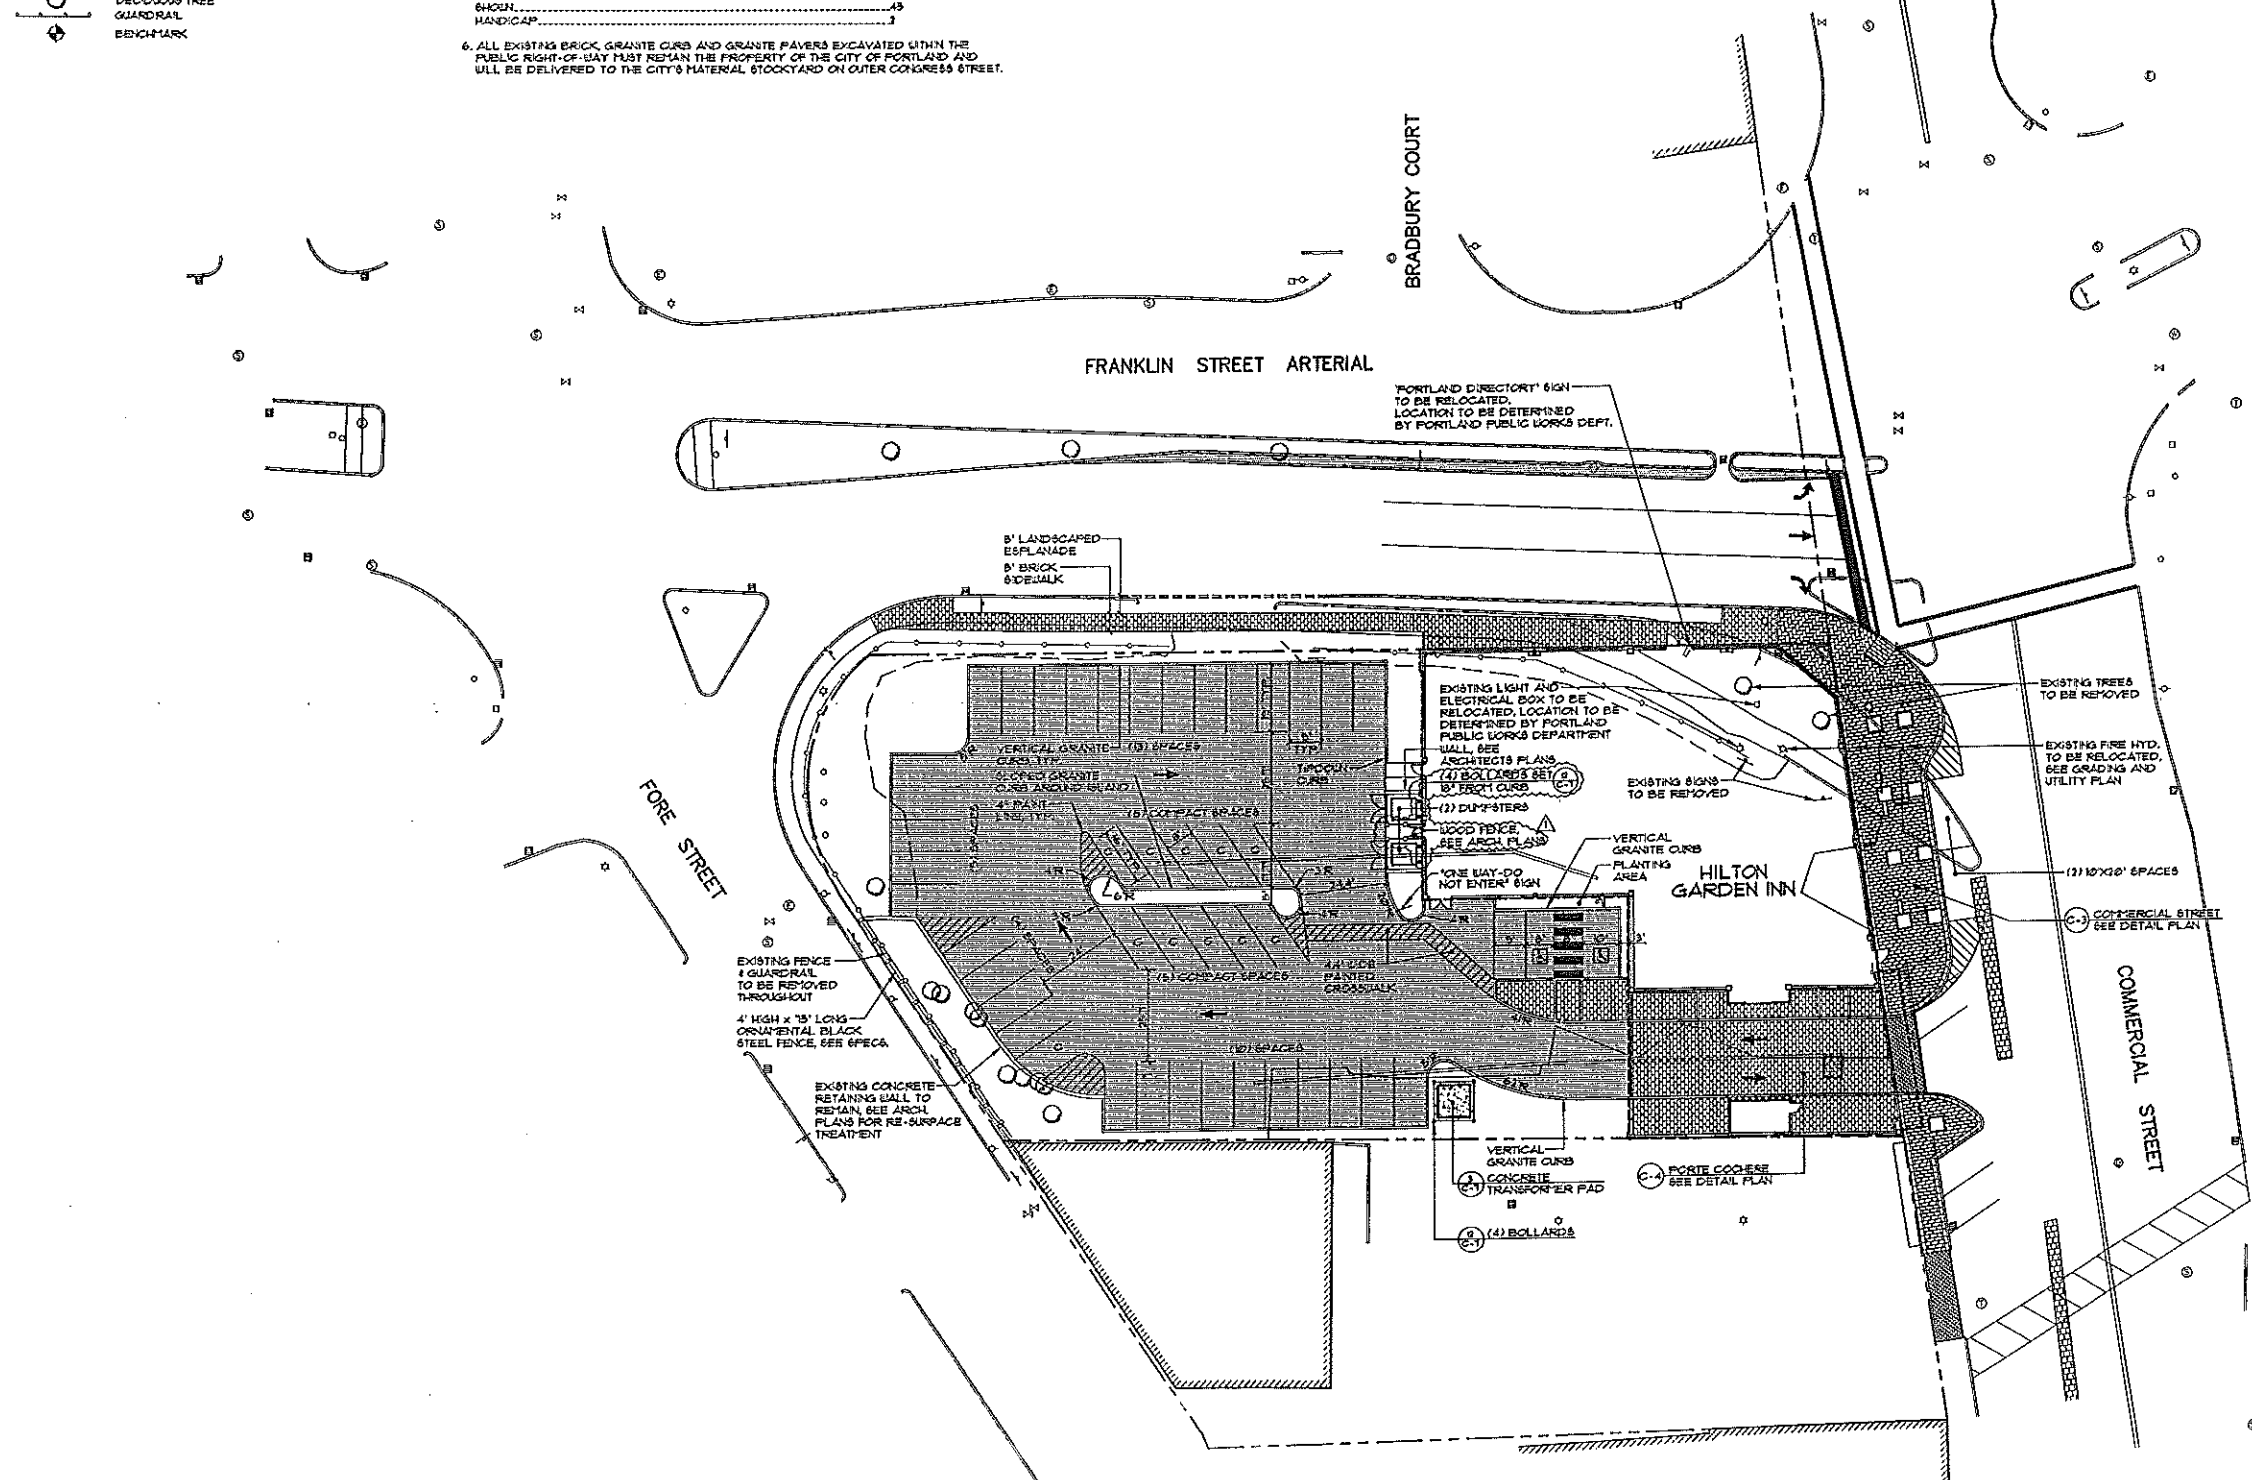 DECIDUOUS TREE
GUARDRAIL
BENCHMARK
SHOWN 43
HANDICAP 2
6. ALL EXISTING BRICK, GRANITE CURB AND GRANITE PAVERS EXCAVATED WITHIN THE
PUBLIC RIGHT-OF-WAY MUST REMAIN THE PROPERTY OF THE CITY OF PORTLAND AND
WILL BE DELIVERED TO THE CITY'S MATERIAL STOCKYARD ON OUTER CONGRESS STREET.
BRADBURY COURT
FRANKLIN STREET ARTERIAL
'PORTLAND DIRECTORY' SIGN
TO BE RELOCATED.
LOCATION TO BE DETERMINED
BY PORTLAND PUBLIC WORKS DEPT.
LANDSCAPED
ESPLANADE
BRICK
SIDEWALK
EXISTING LIGHT AND
ELECTRICAL BOX TO BE
RELOCATED, LOCATION TO BE
DETERMINED BY PORTLAND
PUBLIC WORKS DEPARTMENT
WALL, SEE
ARCHITECTS PLANS
(4) BOLLARDS SET
18" FROM CURB
(2) DUMPSTERS
WOOD FENCE,
SEE ARCH. PLANS
"ONE WAY-DO
NOT ENTER" SIGN
EXISTING TREES
TO BE REMOVED
EXISTING FIRE HYD.
TO BE RELOCATED,
SEE GRADING AND
UTILITY PLAN
EXISTING SIGNS
TO BE REMOVED
VERTICAL
GRANITE CURB
PLANTING
AREA
HILTON
GARDEN INN
(2) 10'X20' SPACES
C-3 COMMERCIAL STREET
SEE DETAIL PLAN
VERTICAL GRANITE
CURB, TYP.
(13) SPACES
SLOPED GRANITE
CURB AROUND ISLAND
TIPDOWN
CURB
4" PAINT
LINE, TYP.
(5) COMPACT SPACES
(5) COMPACT SPACES
PAINTED
CROSSWALK
(10) SPACES
FORE STREET
COMMERCIAL STREET
EXISTING FENCE
& GUARDRAIL
TO BE REMOVED
THROUGHOUT
ORNAMENTAL BLACK
STEEL FENCE, SEE SPECS.
EXISTING CONCRETE
RETAINING WALL TO
REMAIN, SEE ARCH.
PLANS FOR RE-SURFACE
TREATMENT
VERTICAL
GRANITE CURB
CONCRETE
TRANSFORMER PAD
C-4 PORTE COCHERE
SEE DETAIL PLAN
(4) BOLLARDS